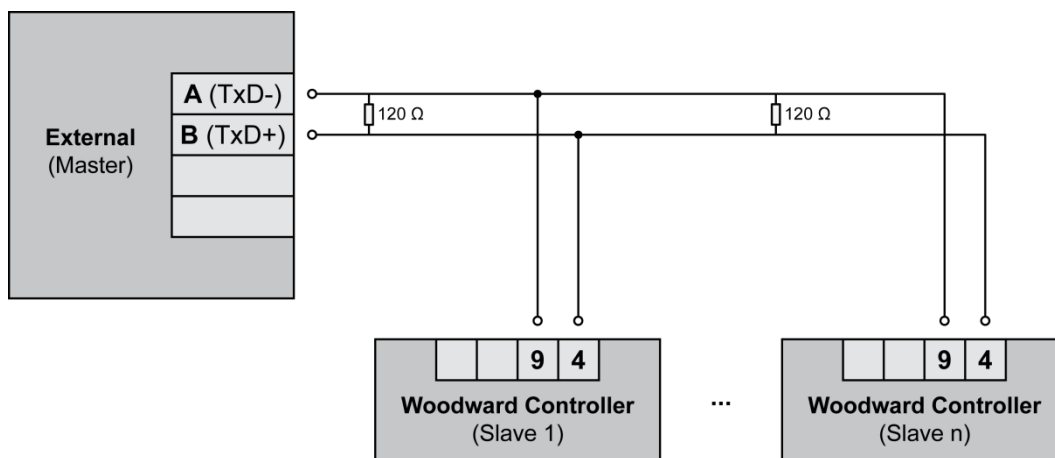 A (TxD-)
120 Ω
120 Ω
B (TxD+)
External
(Master)
9 4
9 4
Woodward Controller
(Slave 1)
...
Woodward Controller
(Slave n)